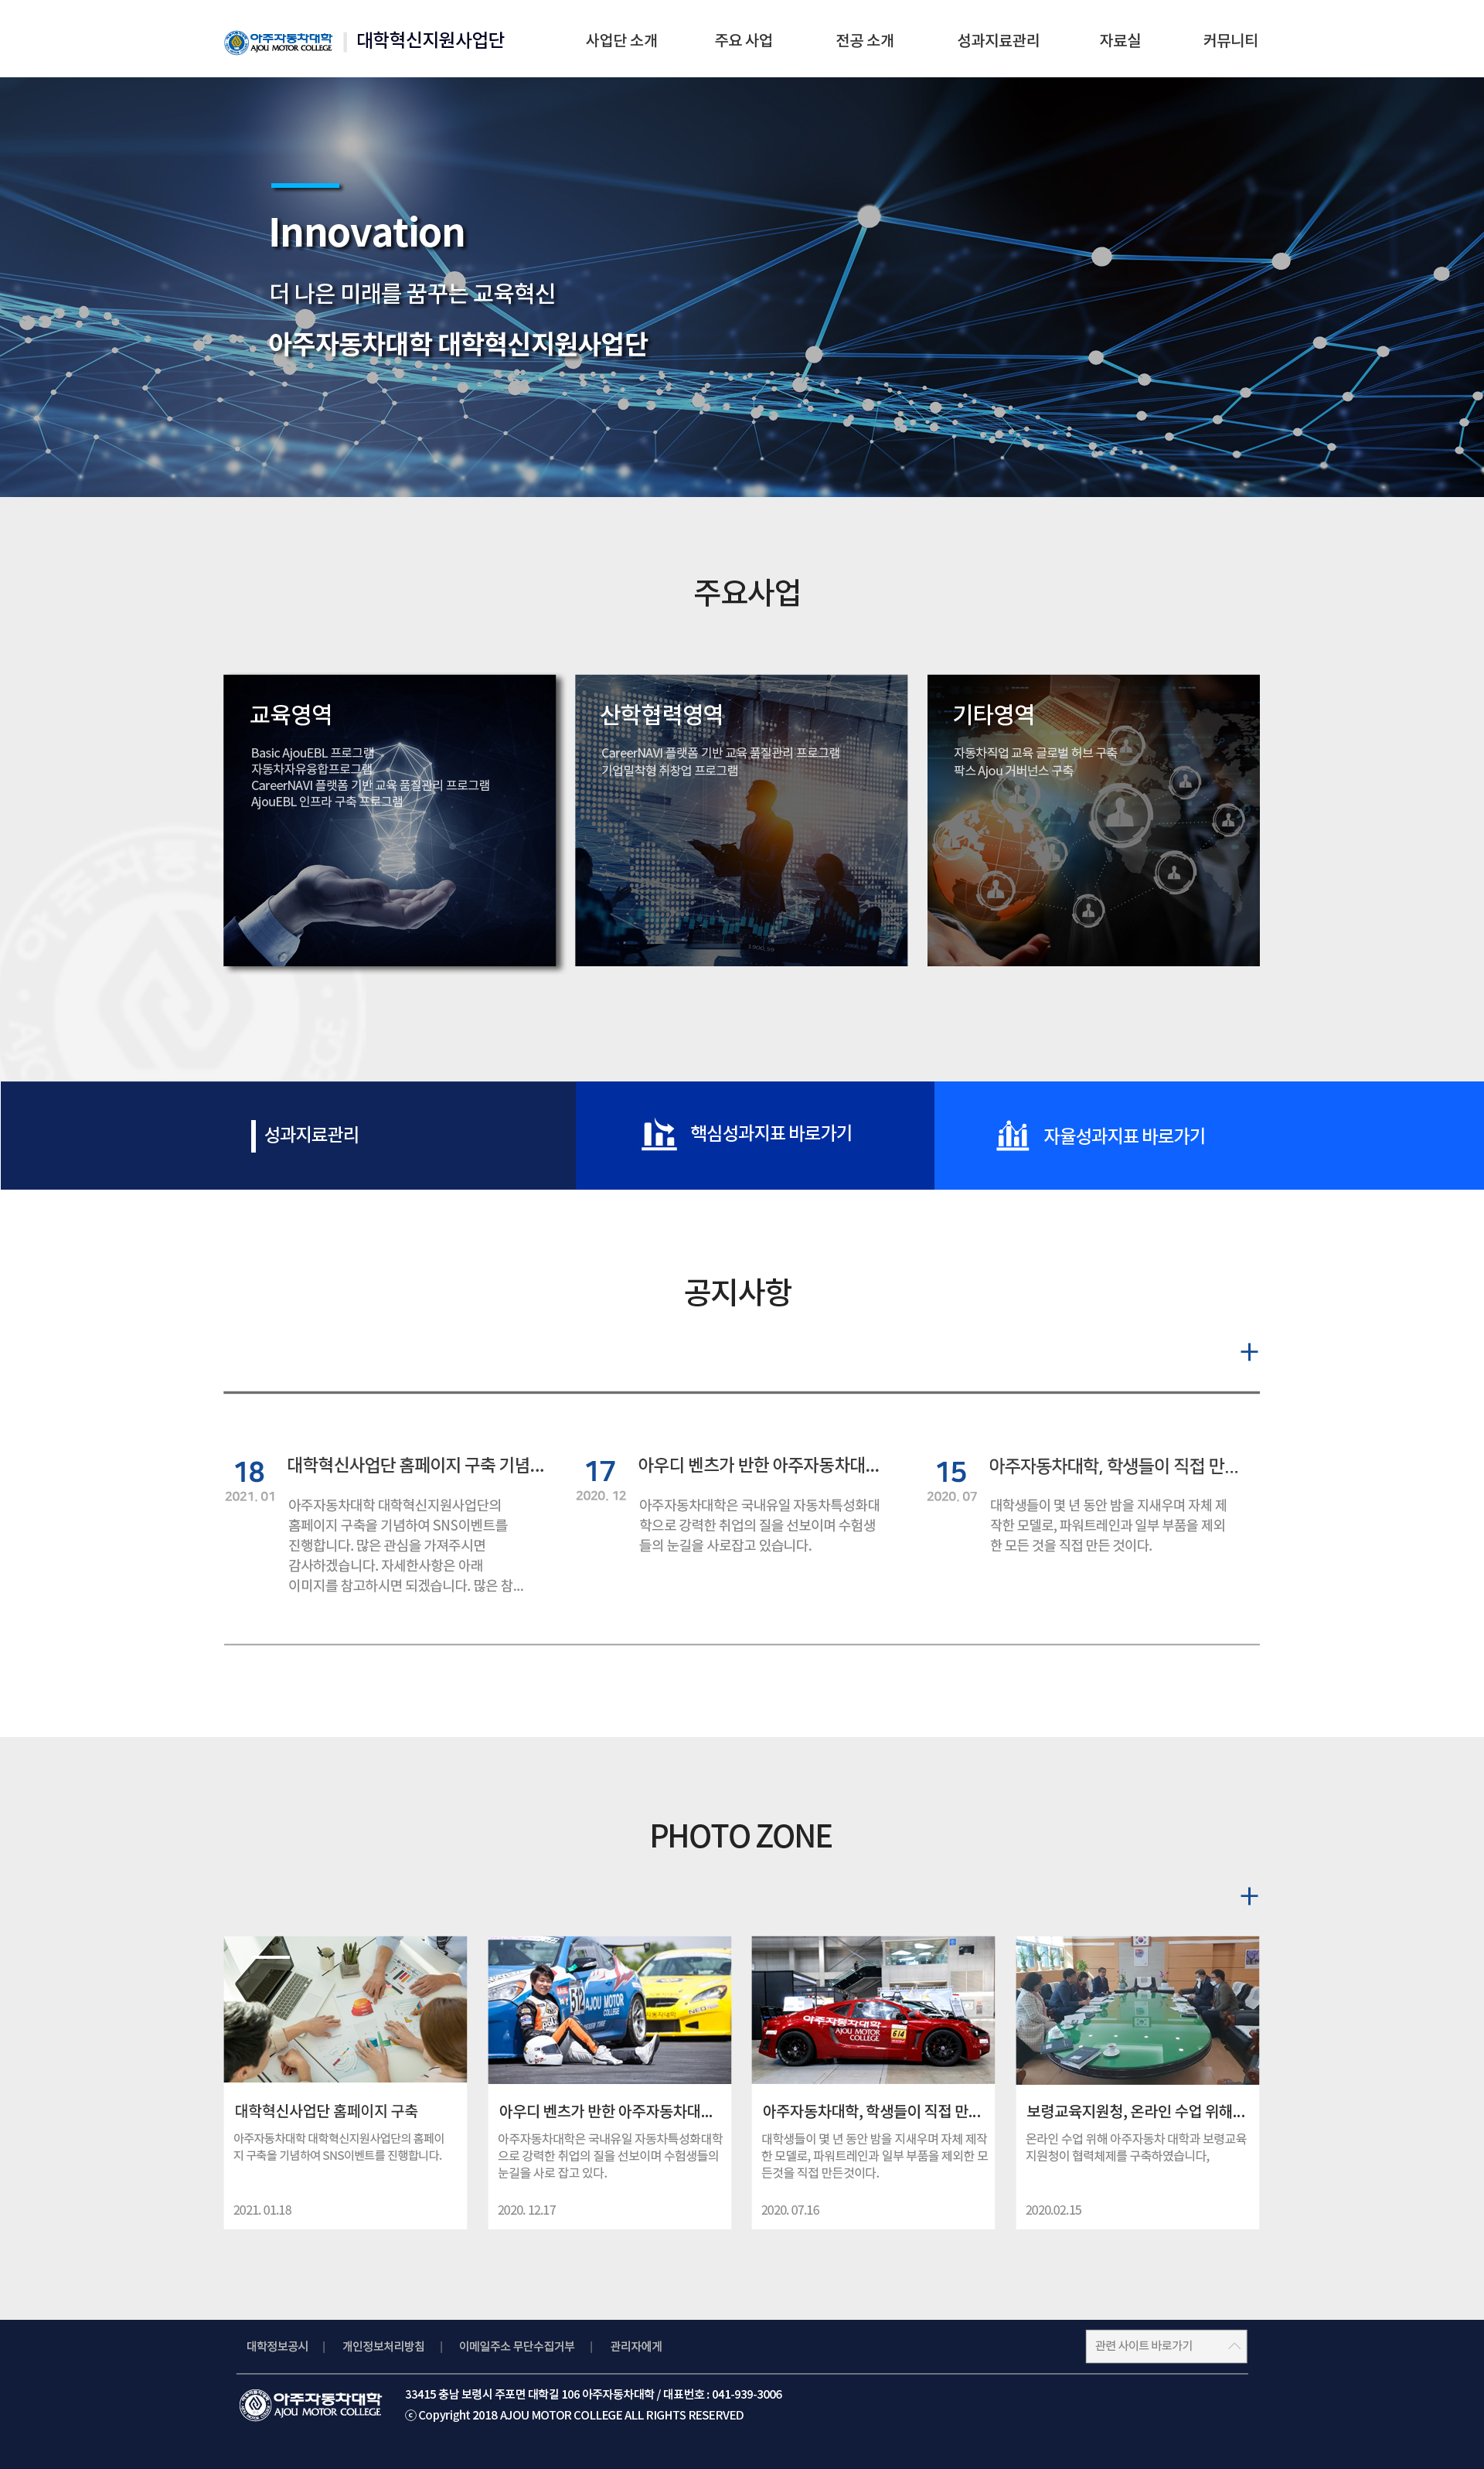 아주자동차대학
AJOU MOTOR COLLEGE
대학혁신지원사업단
사업단 소개
주요 사업
전공 소개
성과지료관리
자료실
커뮤니티
Innovation
더 나은 미래를 꿈꾸는 교육혁신
아주자동차대학 대학혁신지원사업단
주요사업
교육영역
Basic AjouEBL 프로그램
자동차자유융합프로그램
CareerNAVI 플랫폼 기반 교육 품질관리 프로그램
AjouEBL 인프라 구축 프로그램
산학협력영역
CareerNAVI 플랫폼 기반 교육 품질관리 프로그램
기업밀착형 취창업 프로그램
기타영역
자동차직업 교육 글로벌 허브 구축
팍스 Ajou 거버넌스 구축
성과지료관리
핵심성과지표 바로가기
자율성과지표 바로가기
공지사항
+
18
2021. 01
대학혁신사업단 홈페이지 구축 기념...
아주자동차대학 대학혁신지원사업단의
홈페이지 구축을 기념하여 SNS이벤트를
진행합니다. 많은 관심을 가져주시면
감사하겠습니다. 자세한사항은 아래
이미지를 참고하시면 되겠습니다. 많은 참...
17
2020. 12
아우디 벤츠가 반한 아주자동차대...
아주자동차대학은 국내유일 자동차특성화대
학으로 강력한 취업의 질을 선보이며 수험생
들의 눈길을 사로잡고 있습니다.
15
2020. 07
아주자동차대학, 학생들이 직접 만...
대학생들이 몇 년 동안 밤을 지새우며 자체 제
작한 모델로, 파워트레인과 일부 부품을 제외
한 모든 것을 직접 만든 것이다.
PHOTO ZONE
+
512
AJOU MOTOR
COLLEGE
아주자동차대학
AJOU MOTOR
COLLEGE
614
대학혁신사업단 홈페이지 구축
아주자동차대학 대학혁신지원사업단의 홈페이
지 구축을 기념하여 SNS이벤트를 진행합니다.
2021. 01.18
아우디 벤츠가 반한 아주자동차대...
아주자동차대학은 국내유일 자동차특성화대학
으로 강력한 취업의 질을 선보이며 수험생들의
눈길을 사로 잡고 있다.
2020. 12.17
아주자동차대학, 학생들이 직접 만...
대학생들이 몇 년 동안 밤을 지새우며 자체 제작
한 모델로, 파워트레인과 일부 부품을 제외한 모
든것을 직접 만든것이다.
2020. 07.16
보령교육지원청, 온라인 수업 위해...
온라인 수업 위해 아주자동차 대학과 보령교육
지원청이 협력체제를 구축하였습니다,
2020.02.15
대학정보공시 | 개인정보처리방침 | 이메일주소 무단수집거부 | 관리자에게
관련 사이트 바로가기
아주자동차대학
AJOU MOTOR COLLEGE
33415 충남 보령시 주포면 대학길 106 아주자동차대학 / 대표번호 : 041-939-3006
ⓒ Copyright 2018 AJOU MOTOR COLLEGE ALL RIGHTS RESERVED